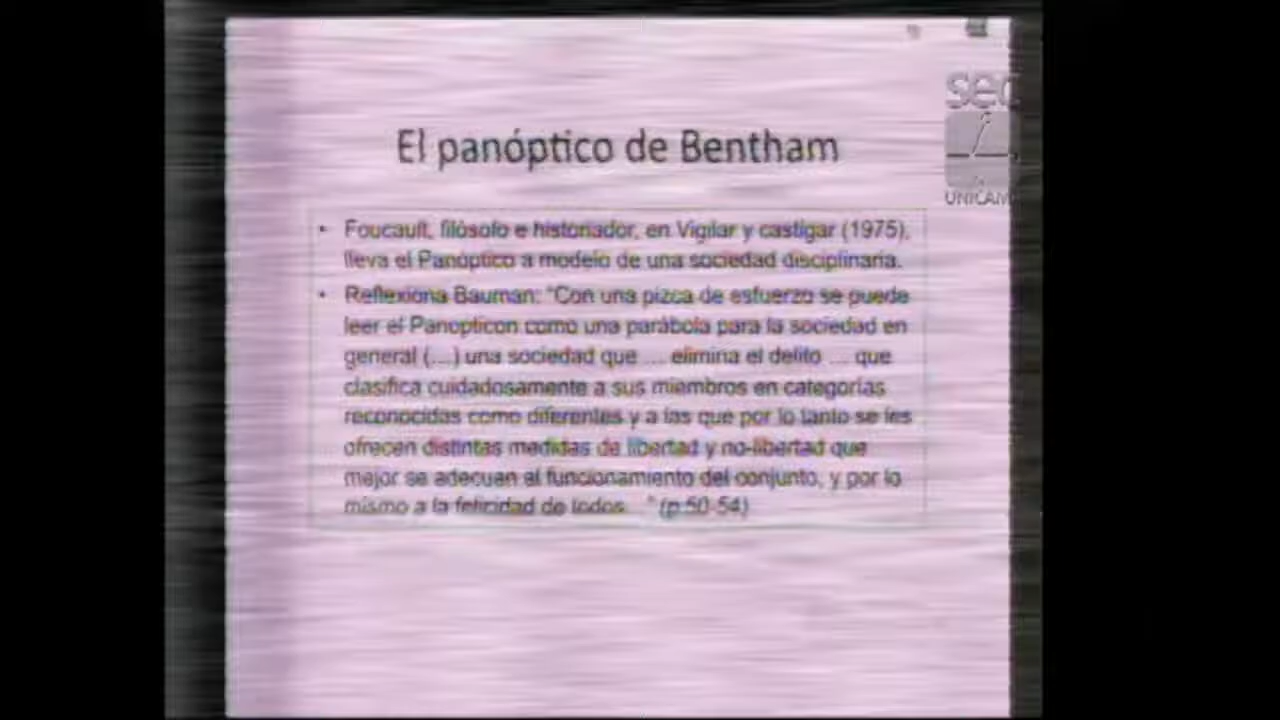 sec
UNICAM
El panóptico de Bentham
• Foucault, filósofo e historiador, en Vigilar y castigar (1975),
lleva el Panóptico a modelo de una sociedad disciplinaria.
• Reflexiona Bauman: "Con una pizca de esfuerzo se puede
leer el Panopticon como una parábola para la sociedad en
general (...) una sociedad que ... elimina el delito ... que
clasifica cuidadosamente a sus miembros en categorías
reconocidas como diferentes y a las que por lo tanto se les
ofrecen distintas medidas de libertad y no-libertad que
mejor se adecuen al funcionamiento del conjunto, y por lo
mismo a la felicidad de todos... " (p.50-54)